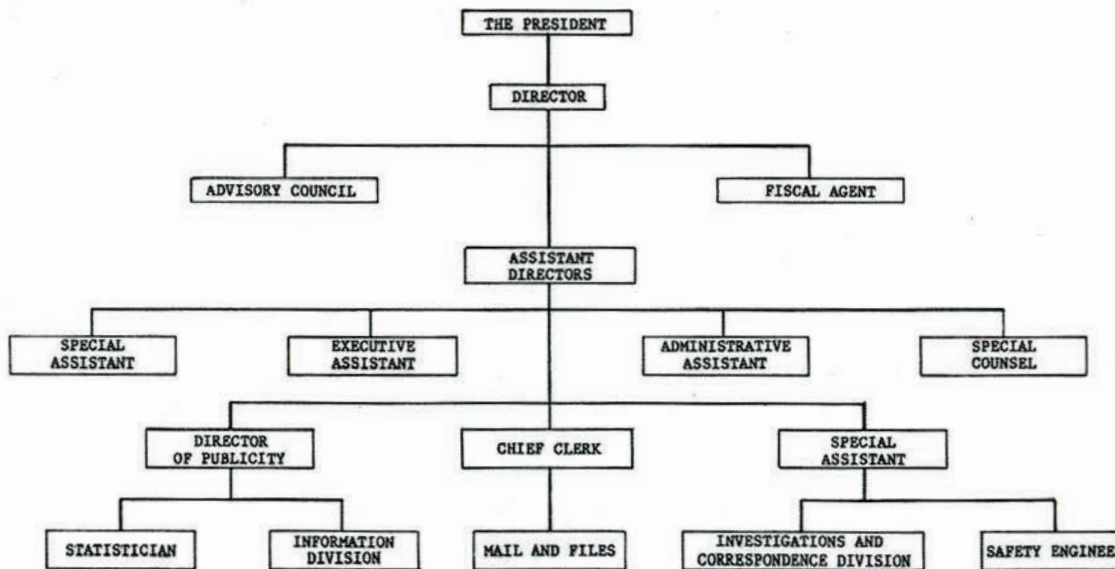 THE PRESIDENT
DIRECTOR
ADVISORY COUNCIL
FISCAL AGENT
ASSISTANT
DIRECTORS
SPECIAL
ASSISTANT
EXECUTIVE
ASSISTANT
ADMINISTRATIVE
ASSISTANT
SPECIAL
COUNSEL
DIRECTOR
OF PUBLICITY
CHIEF CLERK
SPECIAL
ASSISTANT
STATISTICIAN
INFORMATION
DIVISION
MAIL AND FILES
INVESTIGATIONS AND
CORRESPONDENCE DIVISION
SAFETY ENGINEE